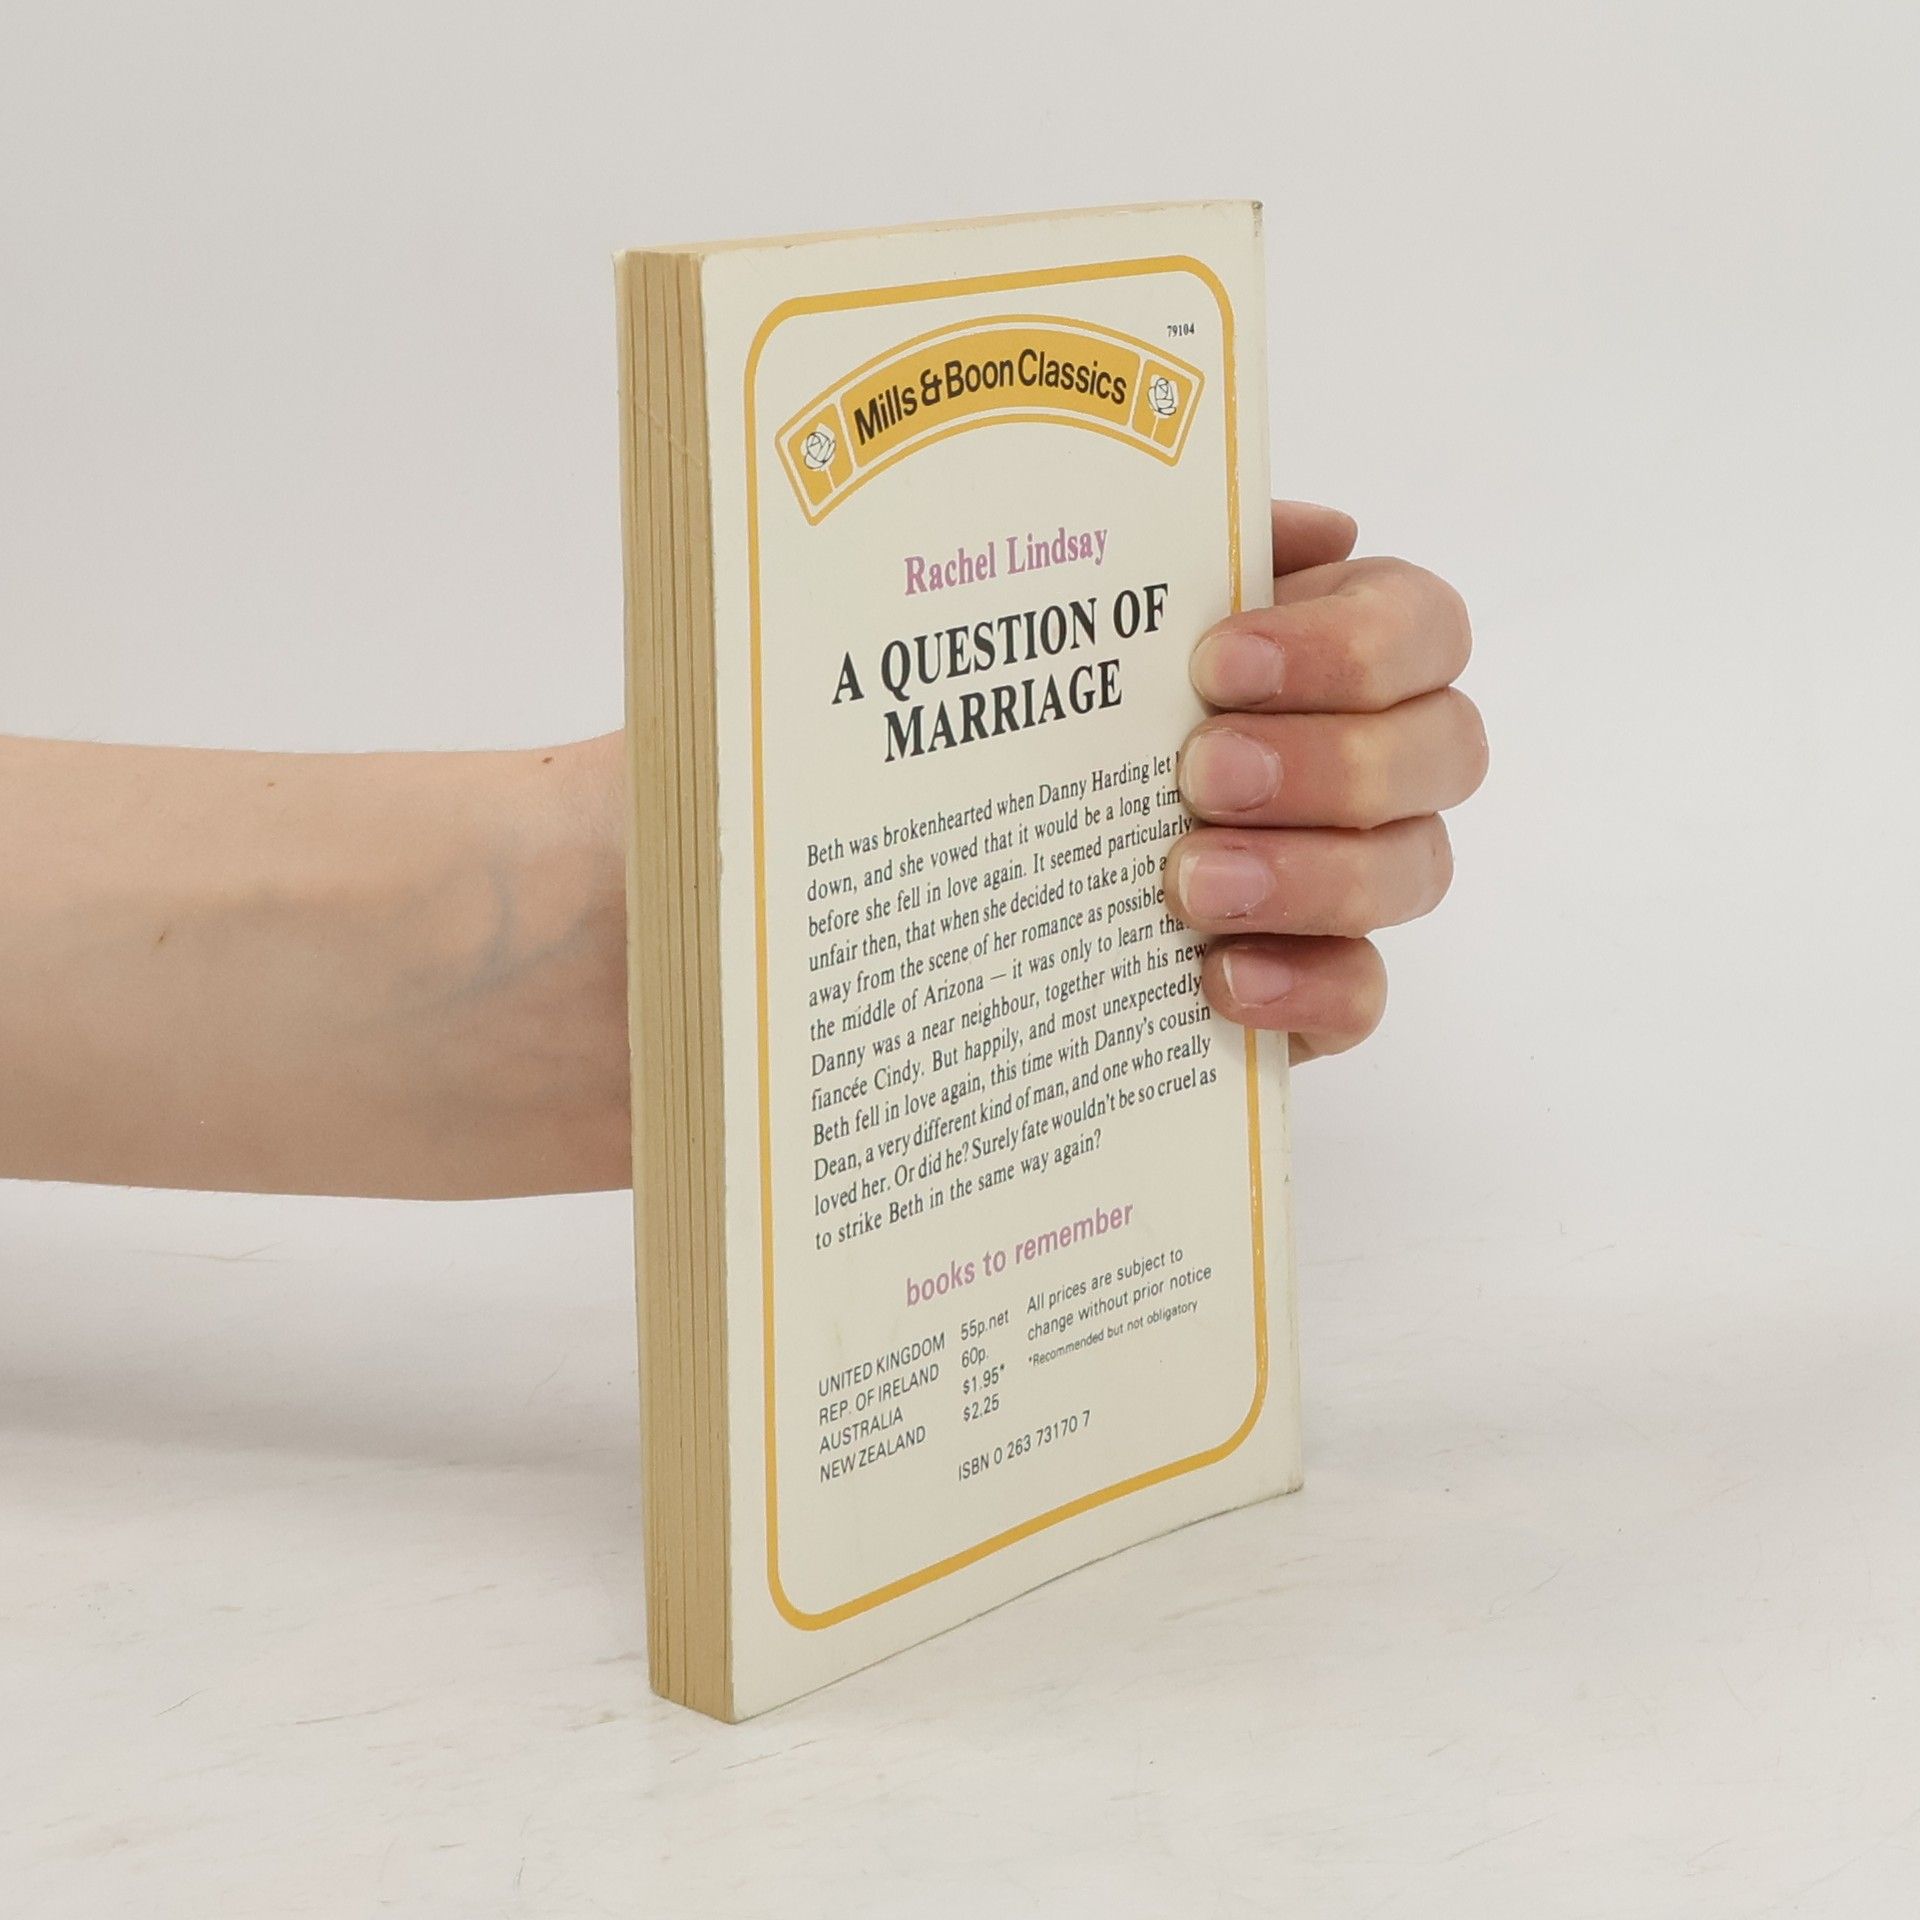 79104
Mills & Boon Classics
Rachel Lindsay
A QUESTION OF
MARRIAGE
Beth was brokenhearted when Danny Harding let
down, and she vowed that it would be a long
before she fell in love again. It seemed particularly
unfair then, that when she decided to take a job
away from the scene of her romance as possible
the middle of Arizona — it was only to learn
Danny was a near neighbour, together with his new
fiancée Cindy. But happily, and most unexpectedly
Beth fell in love again, this time with Danny's cousin
Dean, a very different kind of man, and one who really
loved her. Or did he? Surely fate wouldn't be so cruel as
to strike Beth in the same way again?
books to remember
UNITED KINGDOM 55p.net
REP. OF IRELAND 60p.
AUSTRALIA $1.95*
NEW ZEALAND $2.25
All prices are subject to
change without prior notice
*Recommended but not obligatory
ISBN 0 263 73170 7